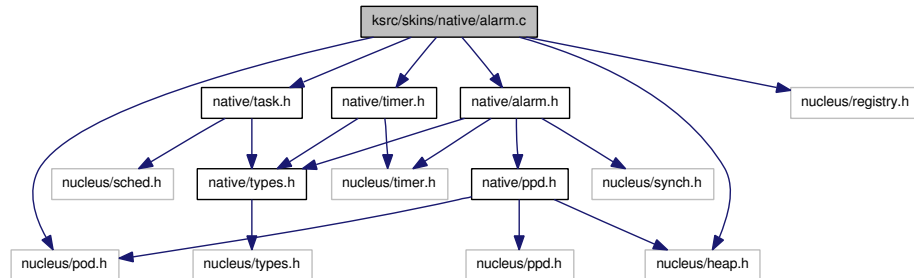 ksrc/skins/native/alarm.c
native/task.h
native/timer.h
native/alarm.h
nucleus/registry.h
nucleus/sched.h
native/types.h
nucleus/timer.h
native/ppd.h
nucleus/synch.h
nucleus/pod.h
nucleus/types.h
nucleus/ppd.h
nucleus/heap.h